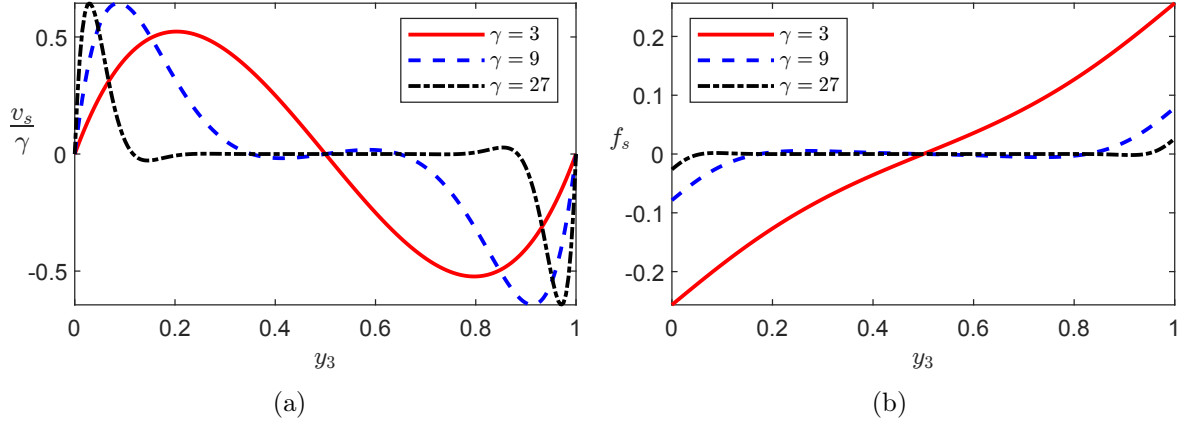 0.5
0
-0.5
v_s
γ
0 0.2 0.4 0.6 0.8 1
y_3
γ = 3
γ = 9
γ = 27
(a)
0.2
0.1
f_s
0
-0.1
-0.2
0 0.2 0.4 0.6 0.8 1
y_3
γ = 3
γ = 9
γ = 27
(b)